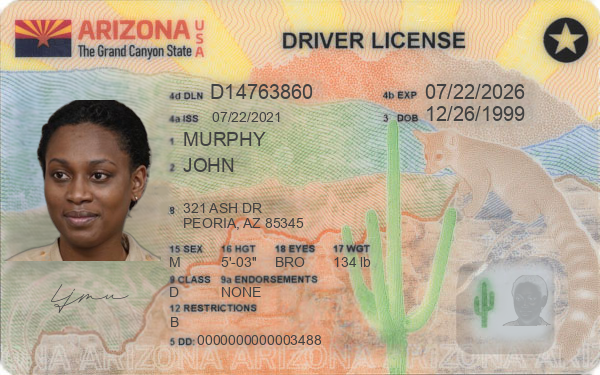 ARIZONA USA
The Grand Canyon State
DRIVER LICENSE
4d DLN D14763860 4b EXP 07/22/2026
4a ISS 07/22/2021 3 DOB 12/26/1999
1 MURPHY
2 JOHN
8 321 ASH DR
PEORIA, AZ 85345
15 SEX 16 HGT 18 EYES 17 WGT
M 5'-03" BRO 134 lb
9 CLASS 9a ENDORSEMENTS
D NONE
12 RESTRICTIONS
B
5 DD: 0000000000003488
ARIZONA ARIZONA ARIZONA ARIZONA